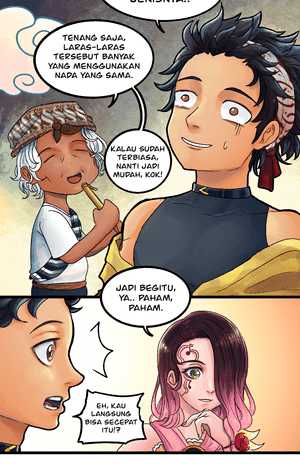 TENANG SAJA,
LARAS-LARAS
TERSEBUT BANYAK
YANG MENGGUNAKAN
NADA YANG SAMA.
KALAU SUDAH
TERBIASA,
NANTI JADI
MUDAH, KOK!
JADI BEGITU,
YA.. PAHAM,
PAHAM.
EH, KAU
LANGSUNG
BISA SECEPAT
ITU!?